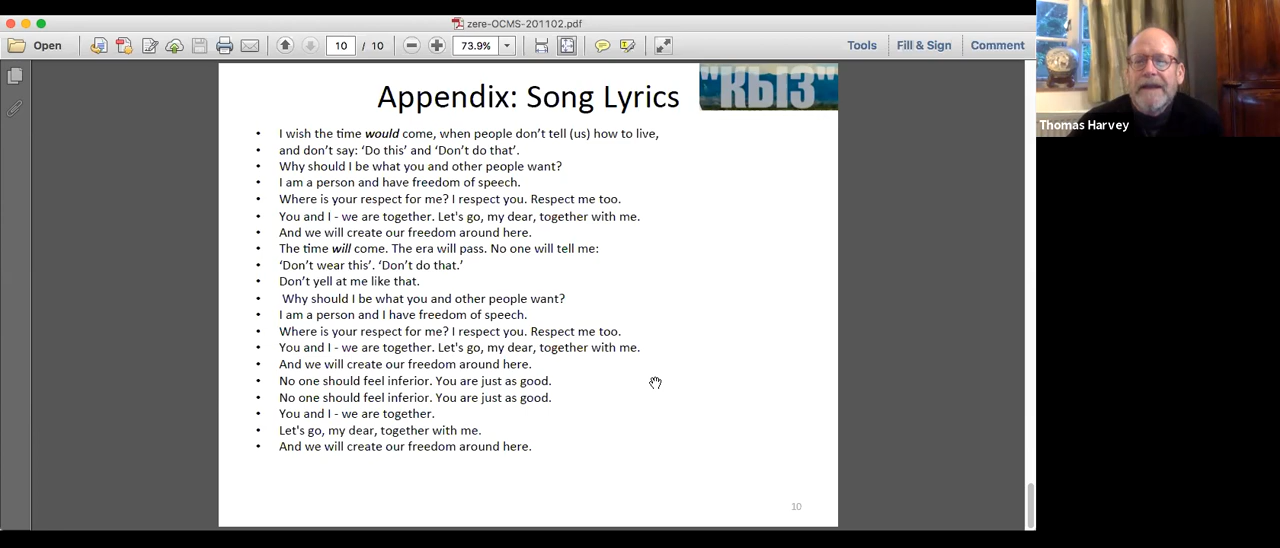 zere-OCMS-201102.pdf
Open
10 / 10
73.9%
Tools
Fill & Sign
Comment
Appendix: Song Lyrics
"КЫЗ"
• I wish the time would come, when people don't tell (us) how to live,
• and don't say: 'Do this' and 'Don't do that'.
• Why should I be what you and other people want?
• I am a person and have freedom of speech.
• Where is your respect for me? I respect you. Respect me too.
• You and I - we are together. Let's go, my dear, together with me.
• And we will create our freedom around here.
• The time will come. The era will pass. No one will tell me:
• 'Don't wear this'. 'Don't do that.'
• Don't yell at me like that.
• Why should I be what you and other people want?
• I am a person and I have freedom of speech.
• Where is your respect for me? I respect you. Respect me too.
• You and I - we are together. Let's go, my dear, together with me.
• And we will create our freedom around here.
• No one should feel inferior. You are just as good.
• No one should feel inferior. You are just as good.
• You and I - we are together.
• Let's go, my dear, together with me.
• And we will create our freedom around here.
10
Thomas Harvey